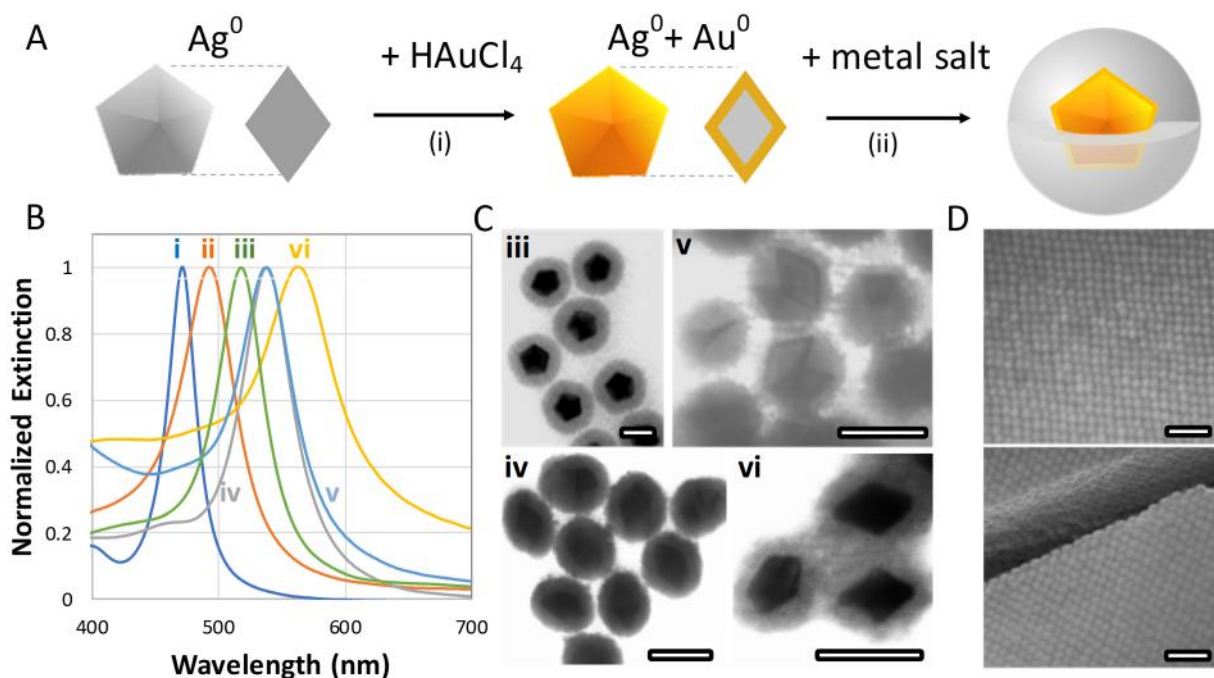 A
Ag⁰
+ HAuCl₄
(i)
Ag⁰+ Au⁰
+ metal salt
(ii)
B
i
ii
iii
vi
iv
v
Normalized Extinction
1
0.8
0.6
0.4
0.2
0
400
500
600
700
Wavelength (nm)
C
iii
v
iv
vi
D